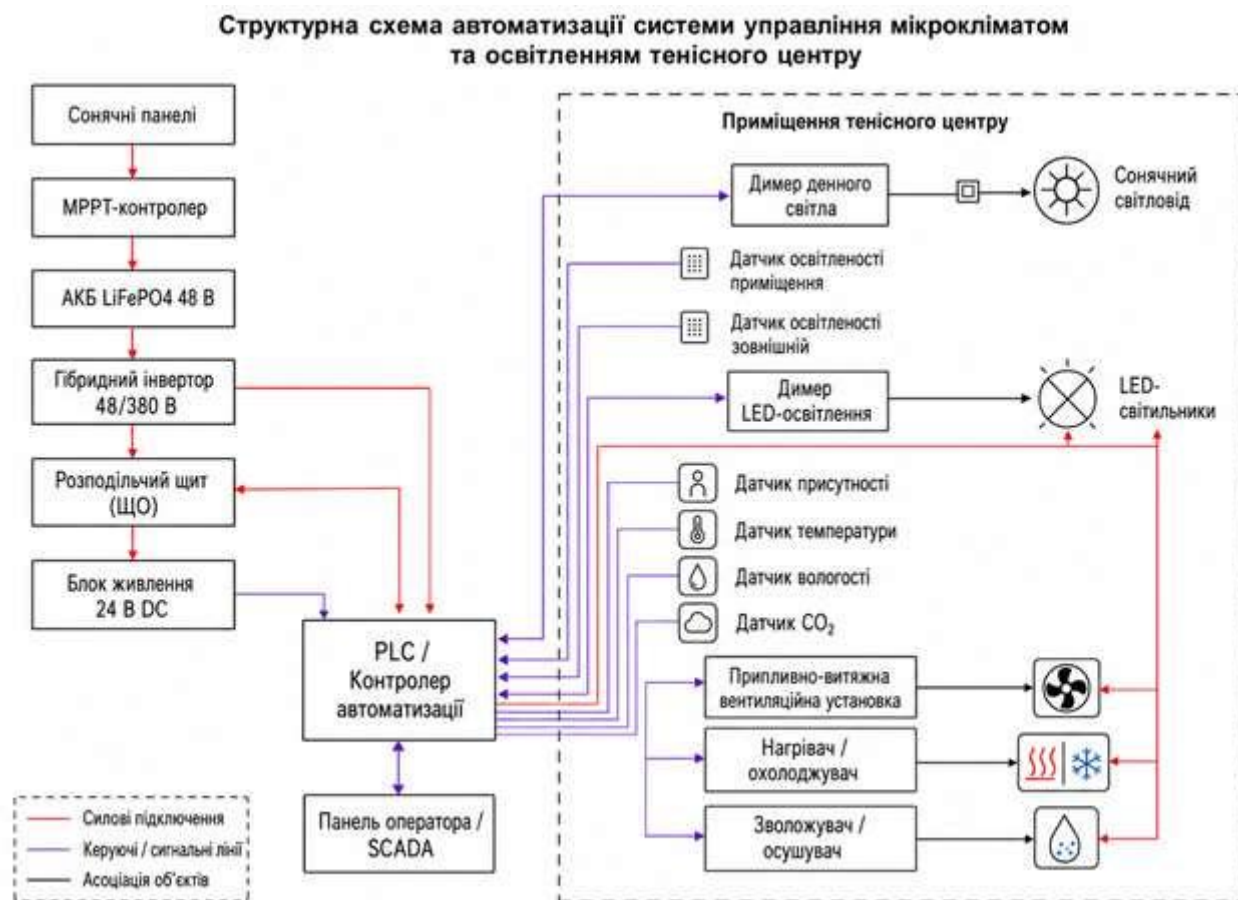 Структурна схема автоматизації системи управління мікрокліматом
та освітленням тенісного центру
Сонячні панелі
MPPT-контролер
АКБ LiFePO4 48 В
Гібридний інвертор
48/380 В
Розподільчий щит
(ЩО)
Блок живлення
24 В DC
PLC /
Контролер
автоматизації
Панель оператора /
SCADA
Силові підключення
Керуючі / сигнальні лінії
Асоціація об'єктів
Приміщення тенісного центру
Димер денного
світла
Сонячний
світловід
Датчик освітленості
приміщення
Датчик освітленості
зовнішній
Димер
LED-освітлення
LED-
світильники
Датчик присутності
Датчик температури
Датчик вологості
Датчик CO₂
Припливно-витяжна
вентиляційна установка
Нагрівач /
охолоджувач
Зволожувач /
осушувач